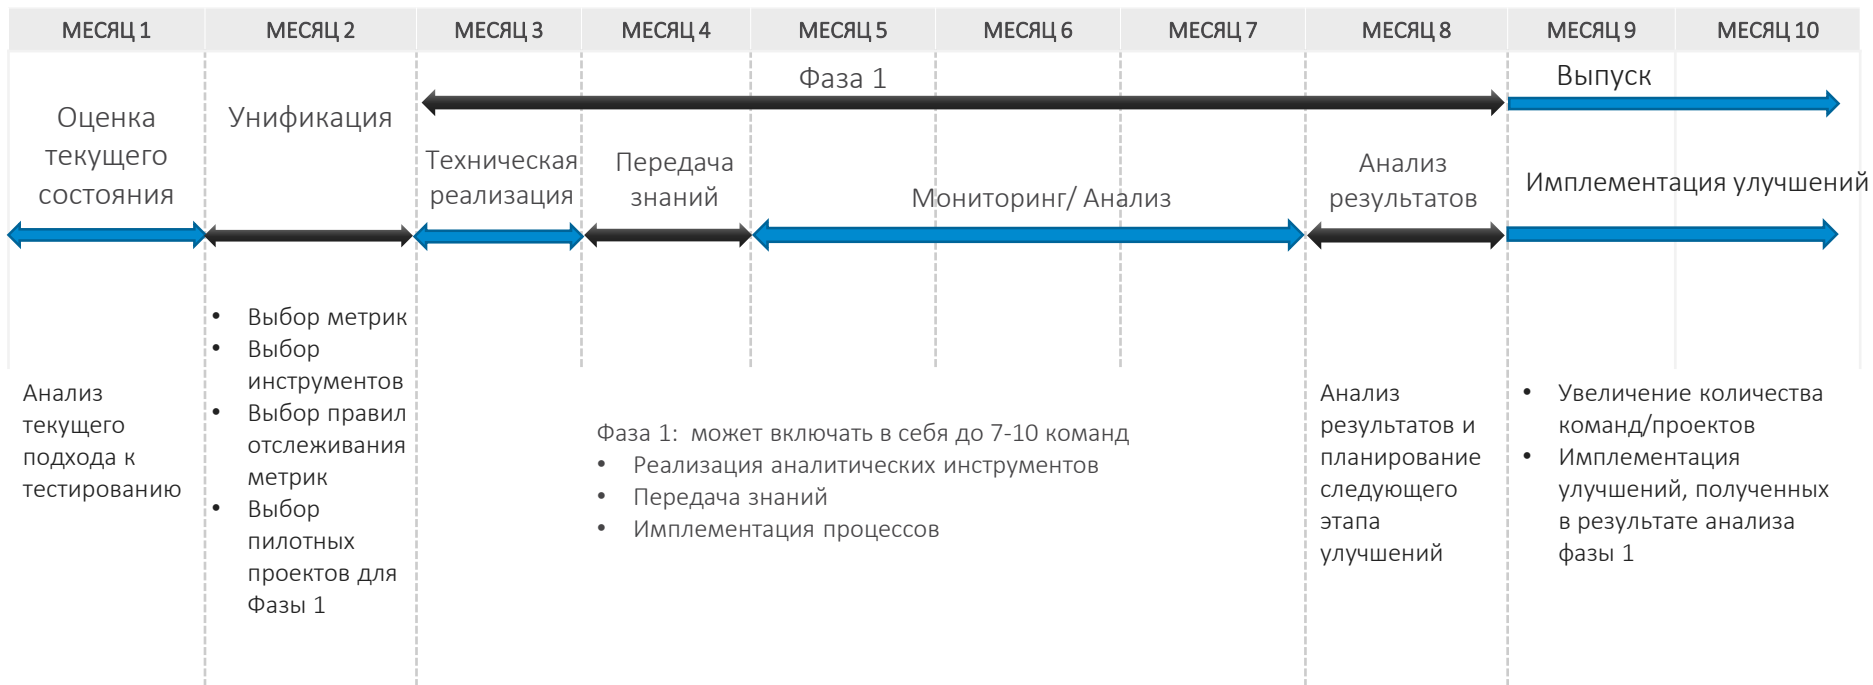 МЕСЯЦ 1
МЕСЯЦ 2
МЕСЯЦ 3
МЕСЯЦ 4
МЕСЯЦ 5
МЕСЯЦ 6
МЕСЯЦ 7
МЕСЯЦ 8
МЕСЯЦ 9
МЕСЯЦ 10
Фаза 1
Выпуск
Оценка
текущего
состояния
Унификация
Техническая
реализация
Передача
знаний
Мониторинг/ Анализ
Анализ
результатов
Имплементация улучшений
Анализ
текущего
подхода к
тестированию
• Выбор метрик
• Выбор
инструментов
• Выбор правил
отслеживания
метрик
• Выбор
пилотных
проектов для
Фазы 1
Фаза 1: может включать в себя до 7-10 команд
• Реализация аналитических инструментов
• Передача знаний
• Имплементация процессов
Анализ
результатов и
планирование
следующего
этапа
улучшений
• Увеличение количества
команд/проектов
• Имплементация
улучшений, полученных
в результате анализа
фазы 1